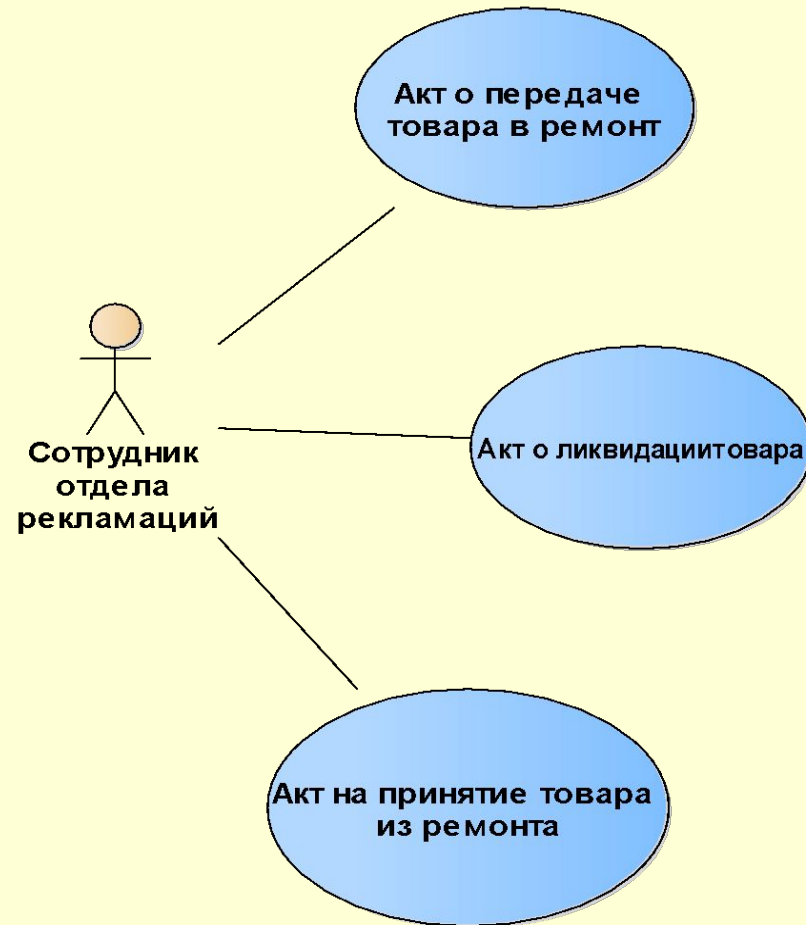 Акт о передаче
товара в ремонт
Сотрудник
отдела
рекламаций
Акт о ликвидациитовара
Акт на принятие товара
из ремонта